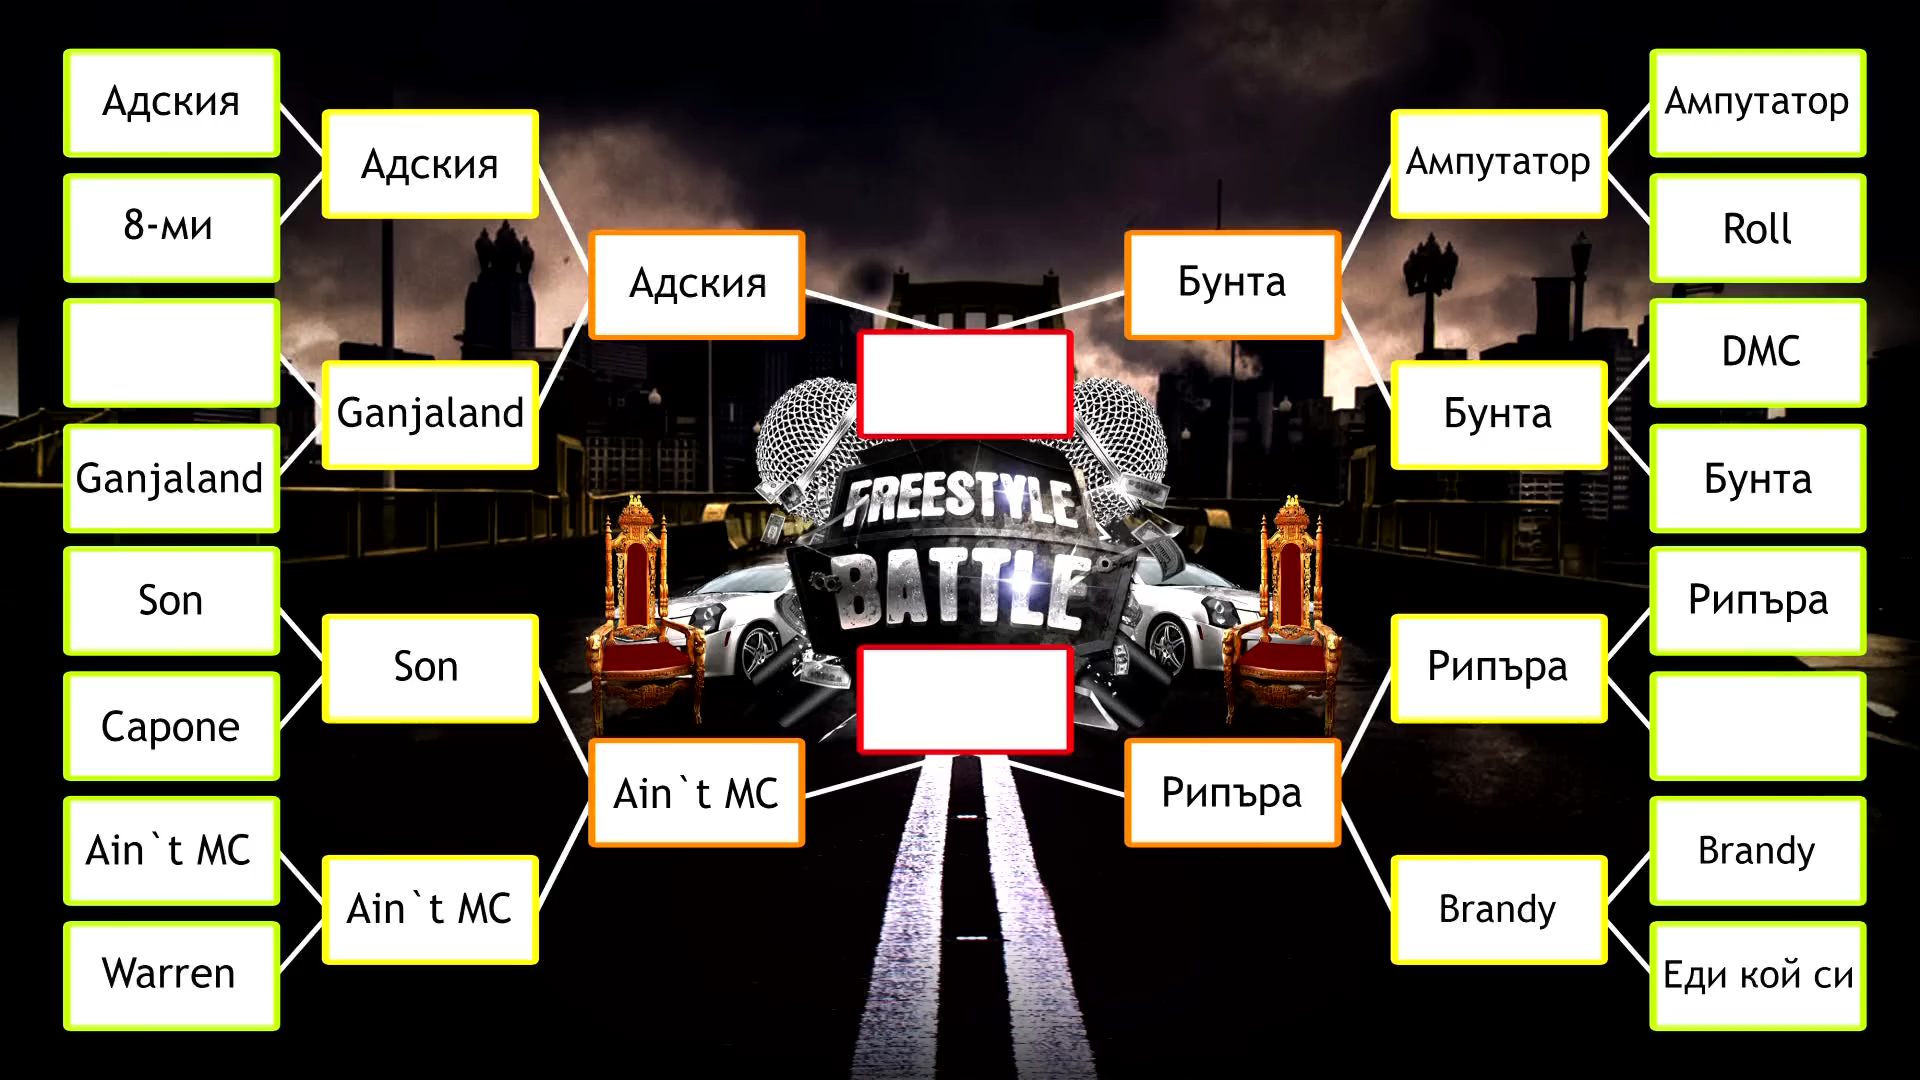 Адския
8-ми
Ganjaland
Son
Capone
Ain`t MC
Warren
Адския
Ganjaland
Son
Ain`t MC
Адския
Ain`t MC
FREESTYLE
BATTLE
Бунта
Рипъра
Ампутатор
Бунта
Рипъра
Brandy
Ампутатор
Roll
DMC
Бунта
Рипъра
Brandy
Еди кой си